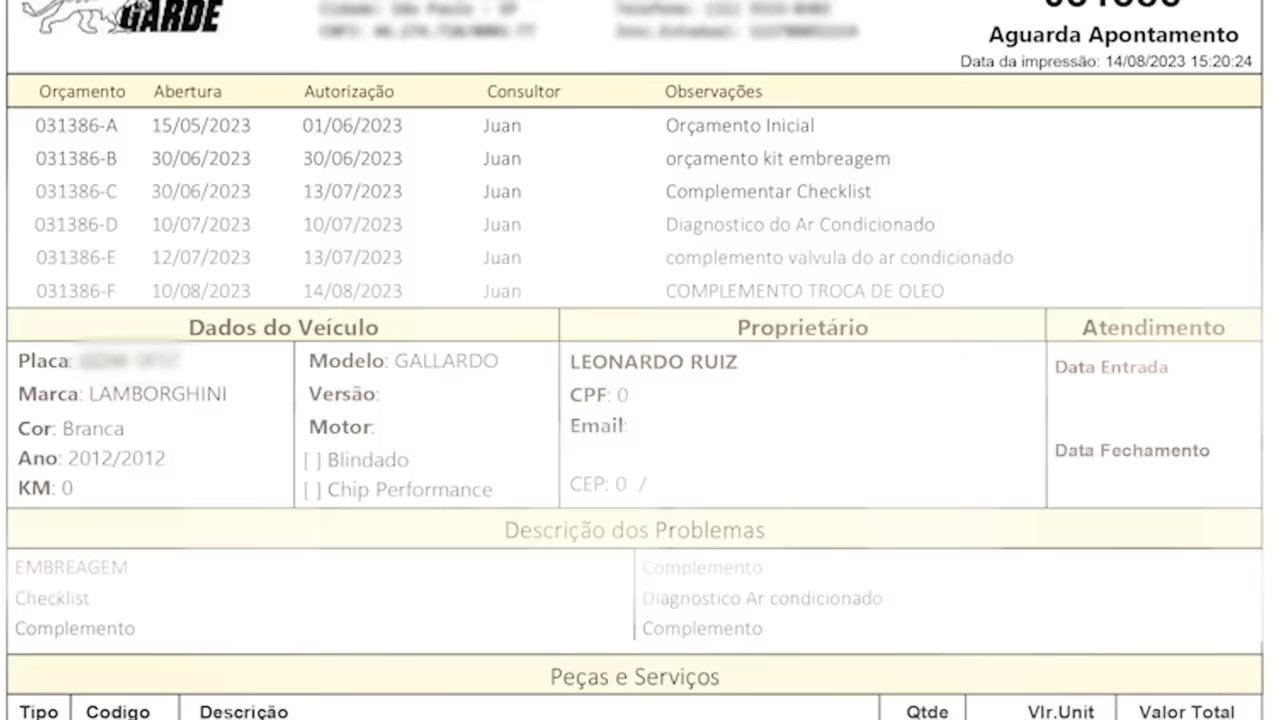 GARDE
Aguarda Apontamento
Data da impressão: 14/08/2023 15:20:24
Orçamento Abertura Autorização Consultor Observações
031386-A 15/05/2023 01/06/2023 Juan Orçamento Inicial
031386-B 30/06/2023 30/06/2023 Juan orçamento kit embreagem
031386-C 30/06/2023 13/07/2023 Juan Complementar Checklist
031386-D 10/07/2023 10/07/2023 Juan Diagnostico do Ar Condicionado
031386-E 12/07/2023 13/07/2023 Juan complemento valvula do ar condicionado
031386-F 10/08/2023 14/08/2023 Juan COMPLEMENTO TROCA DE OLEO
Dados do Veículo Proprietário Atendimento
Placa: Modelo: GALLARDO LEONARDO RUIZ Data Entrada
Marca: LAMBORGHINI Versão: CPF: 0
Cor: Branca Motor: Email:
Ano: 2012/2012 [ ] Blindado Data Fechamento
KM: 0 [ ] Chip Performance CEP: 0 /
Descrição dos Problemas
EMBREAGEM Complemento
Checklist Diagnostico Ar condicionado
Complemento Complemento
Peças e Serviços
Tipo Codigo Descrição Qtde Vlr.Unit Valor Total